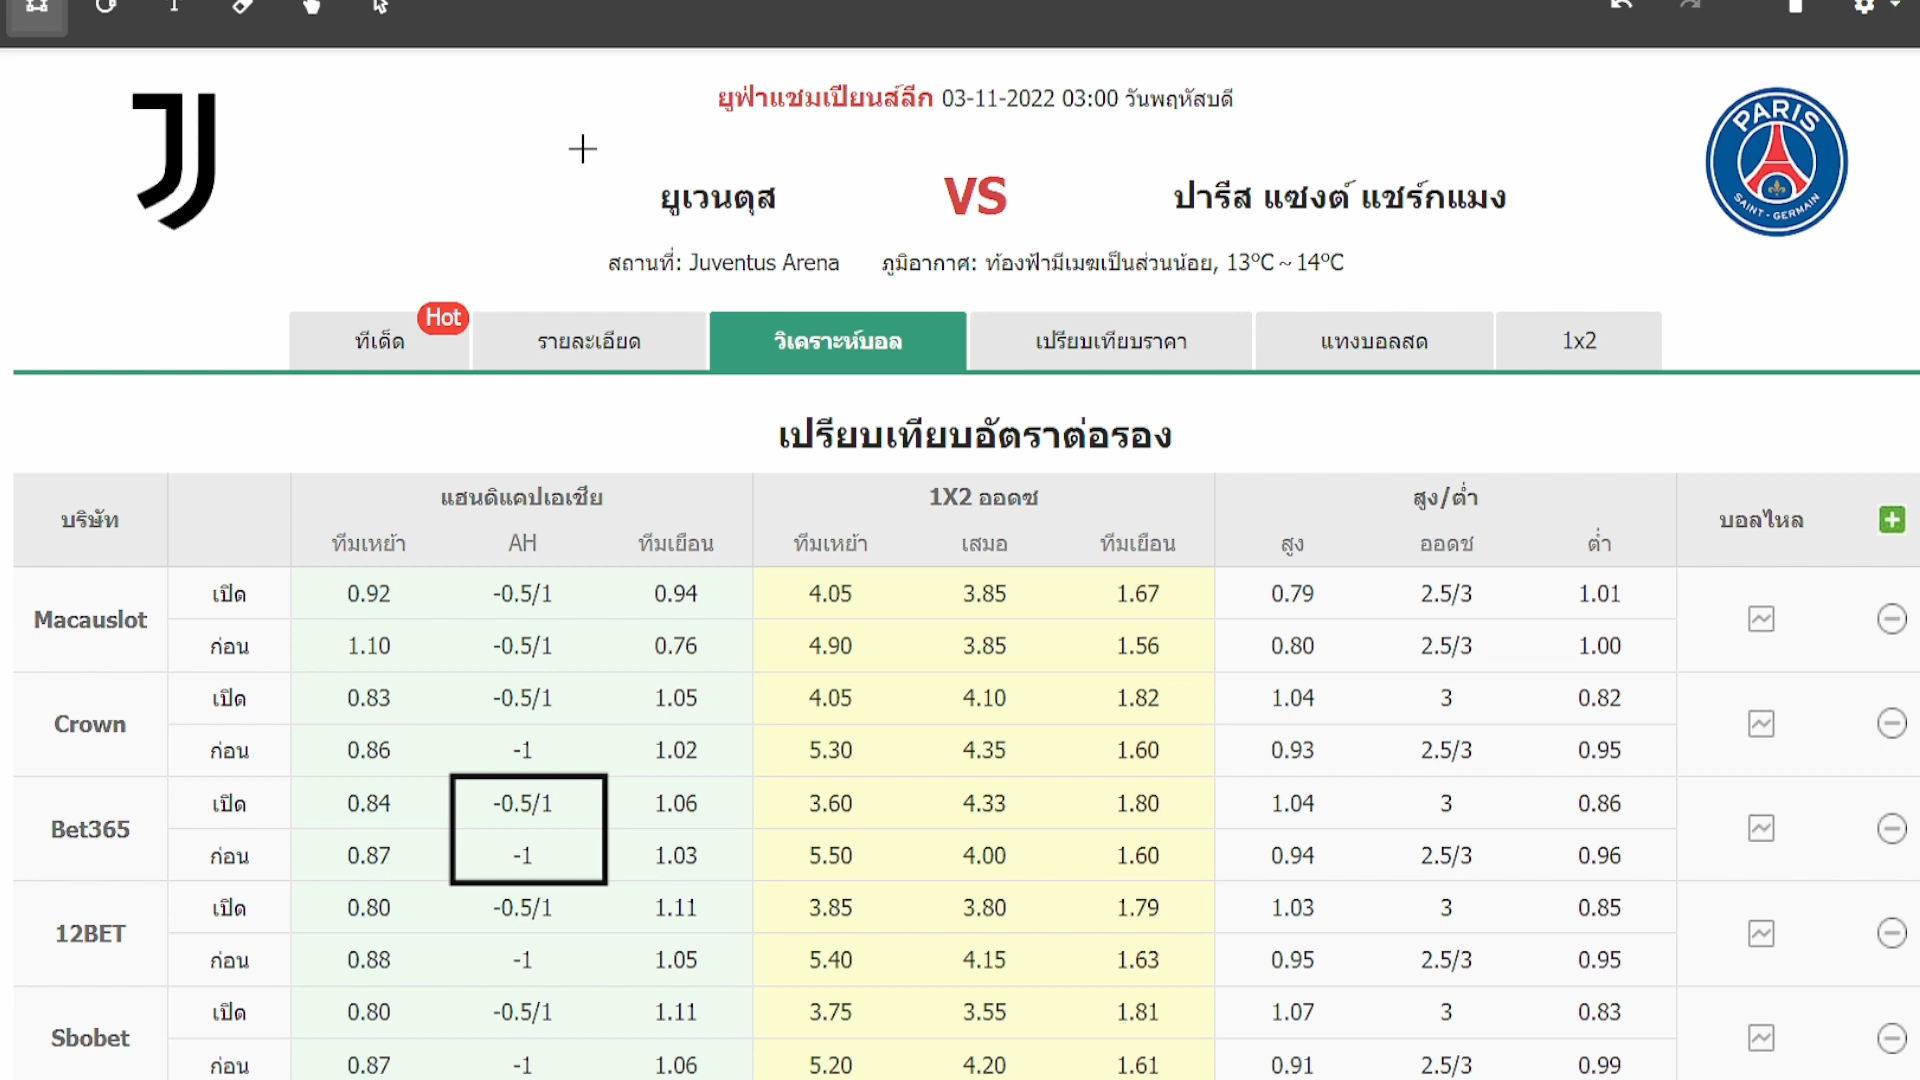 T
ยูฟ่าแชมเปียนส์ลีก 03-11-2022 03:00 วันพฤหัสบดี
PARIS
SAINT-GERMAIN
ยูเวนตุส VS ปารีส แซงต์ แชร์กแมง
สถานที่: Juventus Arena ภูมิอากาศ: ท้องฟ้ามีเมฆเป็นส่วนน้อย, 13°C ~ 14°C
Hot
ทีเด็ด รายละเอียด วิเคราะห์บอล เปรียบเทียบราคา แทงบอลสด 1x2
เปรียบเทียบอัตราต่อรอง
บริษัท แฮนดิแคปเอเชีย 1X2 ออดซ สูง/ต่ำ บอลไหล
ทีมเหย้า AH ทีมเยือน ทีมเหย้า เสมอ ทีมเยือน สูง ออดซ ต่ำ
Macauslot เปิด 0.92 -0.5/1 0.94 4.05 3.85 1.67 0.79 2.5/3 1.01
ก่อน 1.10 -0.5/1 0.76 4.90 3.85 1.56 0.80 2.5/3 1.00
Crown เปิด 0.83 -0.5/1 1.05 4.05 4.10 1.82 1.04 3 0.82
ก่อน 0.86 -1 1.02 5.30 4.35 1.60 0.93 2.5/3 0.95
Bet365 เปิด 0.84 -0.5/1 1.06 3.60 4.33 1.80 1.04 3 0.86
ก่อน 0.87 -1 1.03 5.50 4.00 1.60 0.94 2.5/3 0.96
12BET เปิด 0.80 -0.5/1 1.11 3.85 3.80 1.79 1.03 3 0.85
ก่อน 0.88 -1 1.05 5.40 4.15 1.63 0.95 2.5/3 0.95
Sbobet เปิด 0.80 -0.5/1 1.11 3.75 3.55 1.81 1.07 3 0.83
ก่อน 0.87 -1 1.06 5.20 4.20 1.61 0.91 2.5/3 0.99